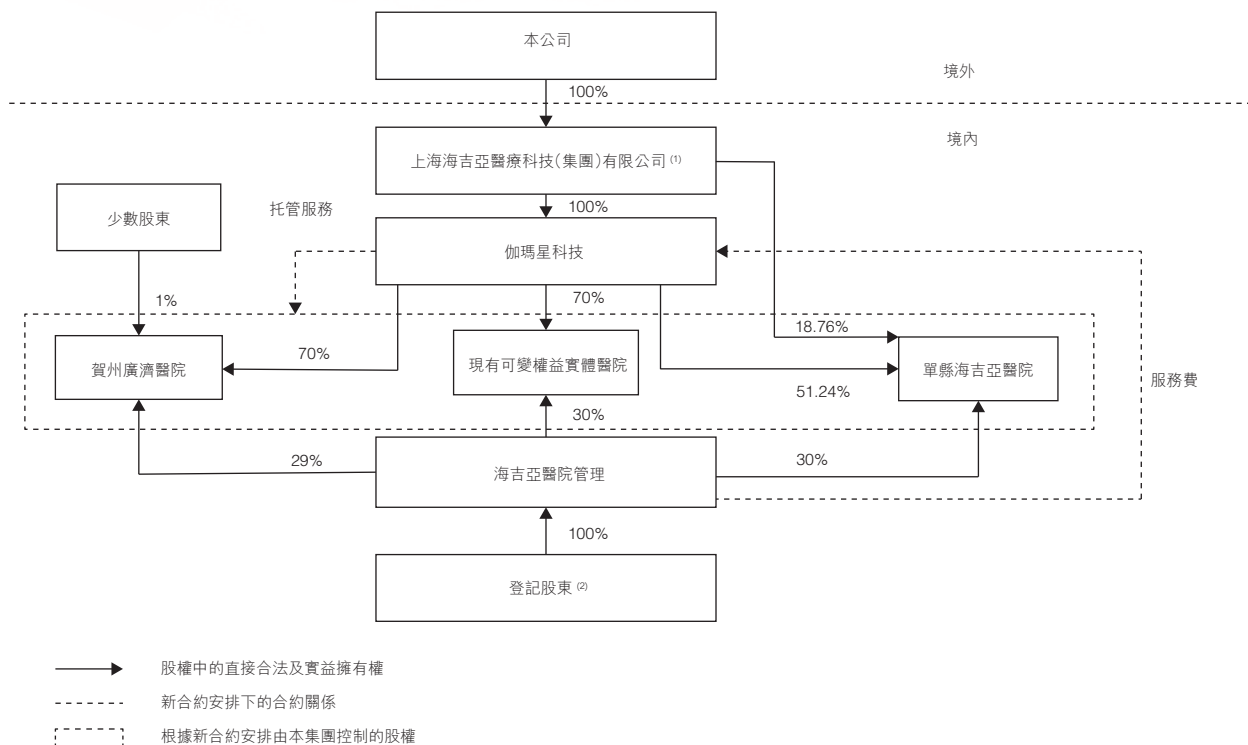 本公司
境外
100%
境內
上海海吉亞醫療科技(集團)有限公司 (1)
少數股東
托管服務
100%
伽瑪星科技
1%
70%
18.76%
賀州廣濟醫院
70%
現有可變權益實體醫院
單縣海吉亞醫院
服務費
51.24%
30%
29%
海吉亞醫院管理
30%
100%
登記股東 (2)
股權中的直接合法及實益擁有權
新合約安排下的合約關係
根據新合約安排由本集團控制的股權